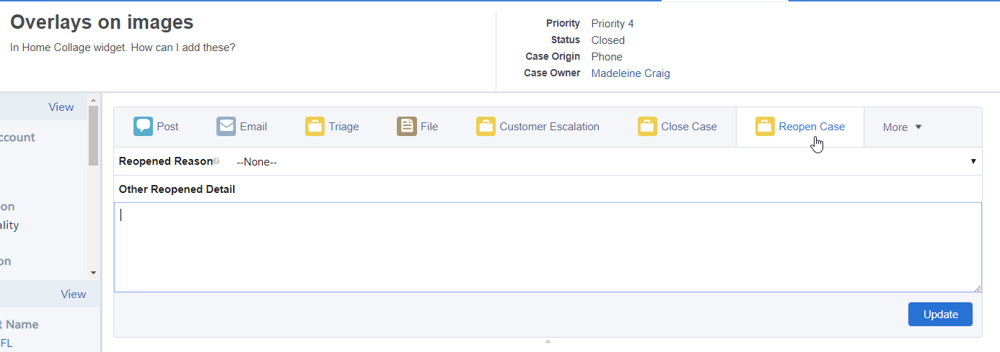 Overlays on images
In Home Collage widget. How can I add these?
Priority Priority 4
Status Closed
Case Origin Phone
Case Owner Madeleine Craig
View
ccount
on
ality
on
View
t Name
FL
Post Email Triage File Customer Escalation Close Case Reopen Case More
Reopened Reason ? --None--
Other Reopened Detail
Update